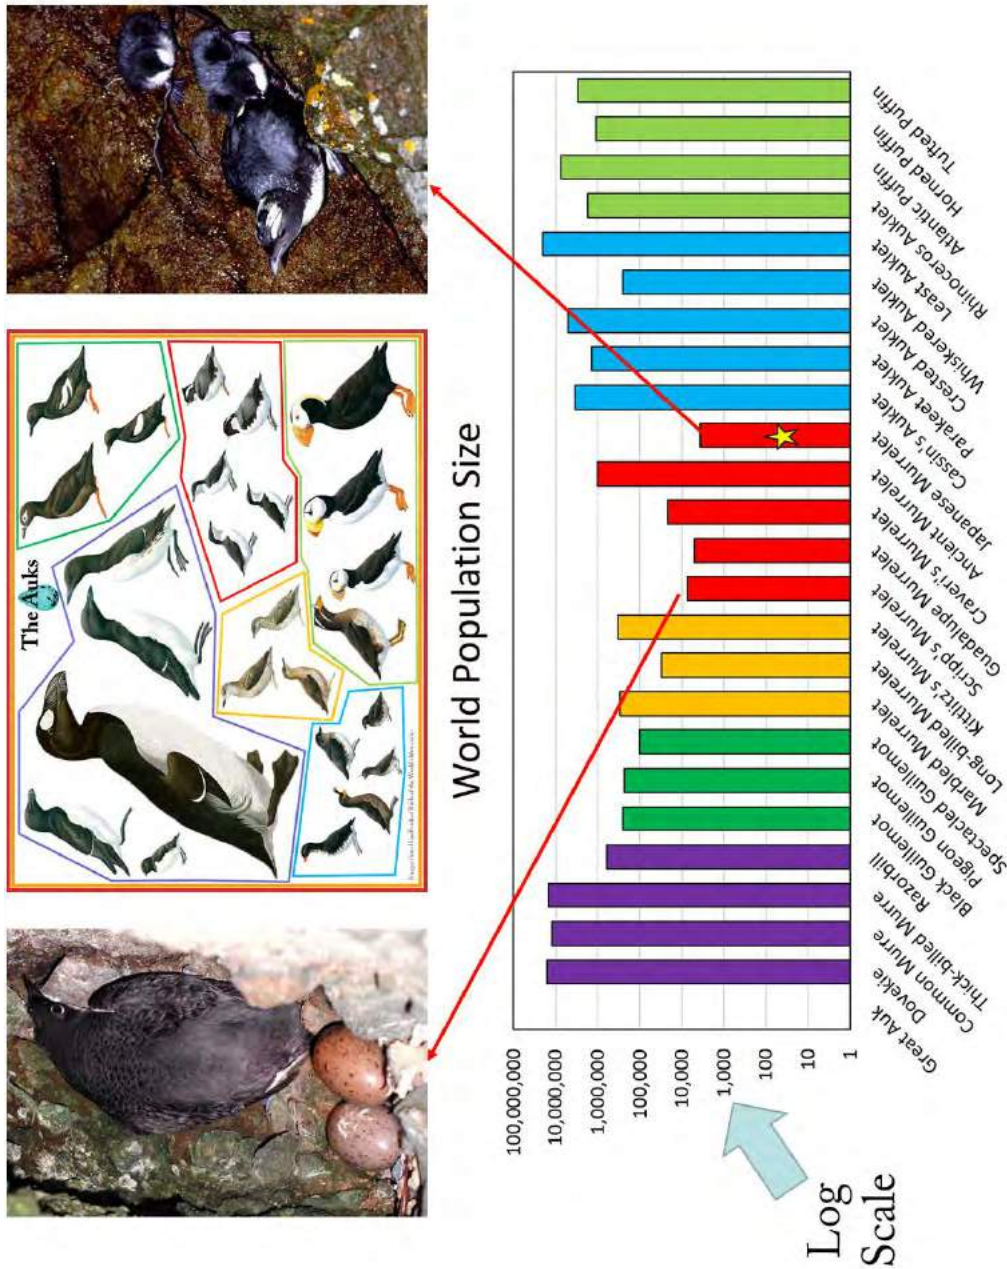 The Auks
World Population Size
100,000,000
10,000,000
1,000,000
100,000
10,000
1,000
100
10
1
Great Auk
Dovekie
Common Murre
Thick-billed Murre
Razorbill
Black Guillemot
Pigeon Guillemot
Spectacled Guillemot
Marbled Murrelet
Long-billed Murrelet
Kittlitz's Murrelet
Scripp's Murrelet
Guadalupe Murrelet
Craveri's Murrelet
Ancient Murrelet
Japanese Murrelet
Cassin's Auklet
Parakeet Auklet
Crested Auklet
Whiskered Auklet
Least Auklet
Rhinoceros Auklet
Atlantic Puffin
Horned Puffin
Tufted Puffin
Log
Scale